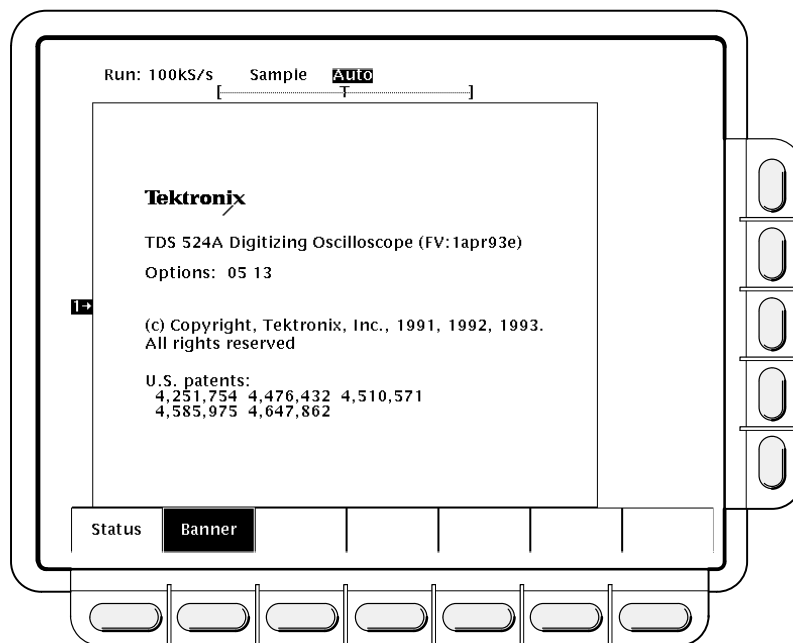 Run: 100kS/s Sample Auto
[ T ]
Tektronix
TDS 524A Digitizing Oscilloscope (FV:1apr93e)
Options: 05 13
1→
(c) Copyright, Tektronix, Inc., 1991, 1992, 1993.
All rights reserved
U.S. patents:
4,251,754 4,476,432 4,510,571
4,585,975 4,647,862
Status Banner